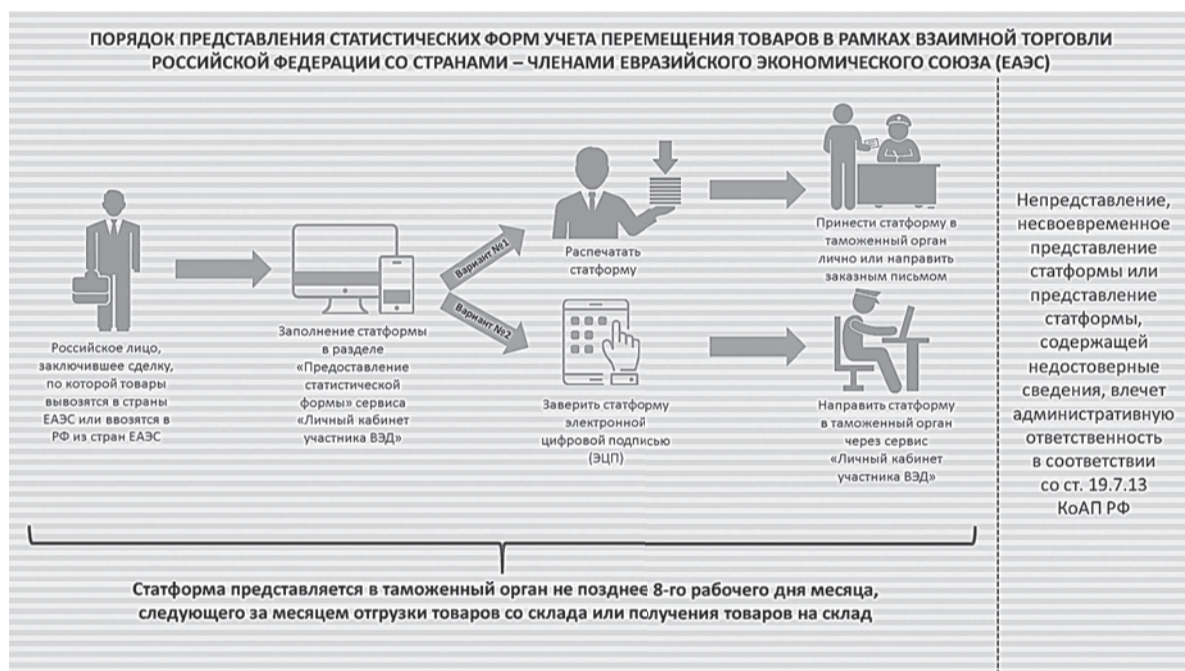 ПОРЯДОК ПРЕДСТАВЛЕНИЯ СТАТИСТИЧЕСКИХ ФОРМ УЧЕТА ПЕРЕМЕЩЕНИЯ ТОВАРОВ В РАМКАХ ВЗАИМНОЙ ТОРГОВЛИ
РОССИЙСКОЙ ФЕДЕРАЦИИ СО СТРАНАМИ – ЧЛЕНАМИ ЕВРАЗИЙСКОГО ЭКОНОМИЧЕСКОГО СОЮЗА (ЕАЭС)
Российское лицо,
заключившее сделку,
по которой товары
вывозятся в страны
ЕАЭС или ввозятся в
РФ из стран ЕАЭС
Заполнение статформы
в разделе
«Предоставление
статистической
формы» сервиса
«Личный кабинет
участника ВЭД»
Вариант №1
Распечатать
статформу
Принести статформу в
таможенный орган
лично или направить
заказным письмом
Вариант №2
Заверить статформу
электронной
цифровой подписью
(ЭЦП)
Направить статформу
в таможенный орган
через сервис
«Личный кабинет
участника ВЭД»
Статформа представляется в таможенный орган не позднее 8-го рабочего дня месяца,
следующего за месяцем отгрузки товаров со склада или получения товаров на склад
Непредставление,
несвоевременное
представление
статформы или
представление
статформы,
содержащей
недостоверные
сведения, влечет
административную
ответственность
в соответствии
со ст. 19.7.13
КоАП РФ